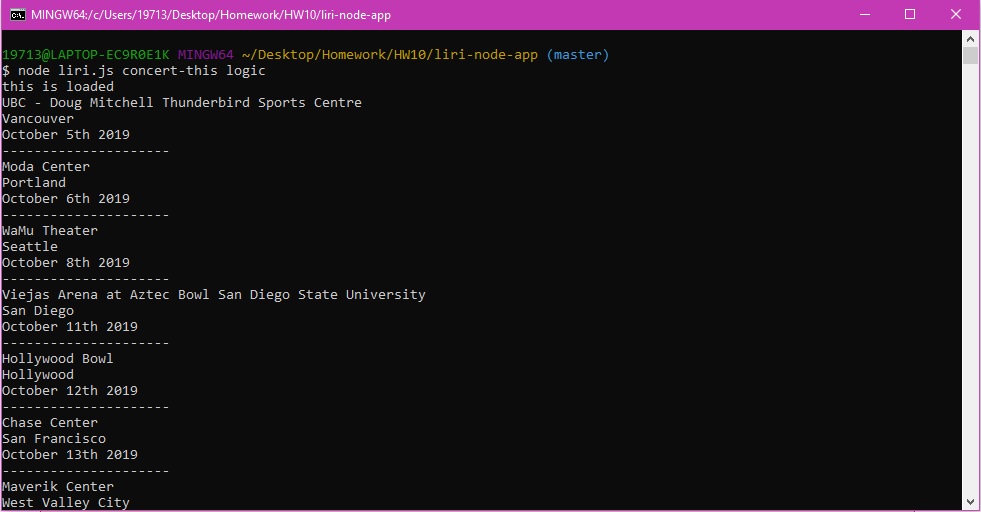 MINGW64:/c/Users/19713/Desktop/Homework/HW10/liri-node-app
19713@LAPTOP-EC9R0E1K MINGW64 ~/Desktop/Homework/HW10/liri-node-app (master)
$ node liri.js concert-this logic
this is loaded
UBC - Doug Mitchell Thunderbird Sports Centre
Vancouver
October 5th 2019
---------------------
Moda Center
Portland
October 6th 2019
---------------------
WaMu Theater
Seattle
October 8th 2019
---------------------
Viejas Arena at Aztec Bowl San Diego State University
San Diego
October 11th 2019
---------------------
Hollywood Bowl
Hollywood
October 12th 2019
---------------------
Chase Center
San Francisco
October 13th 2019
---------------------
Maverik Center
West Valley City